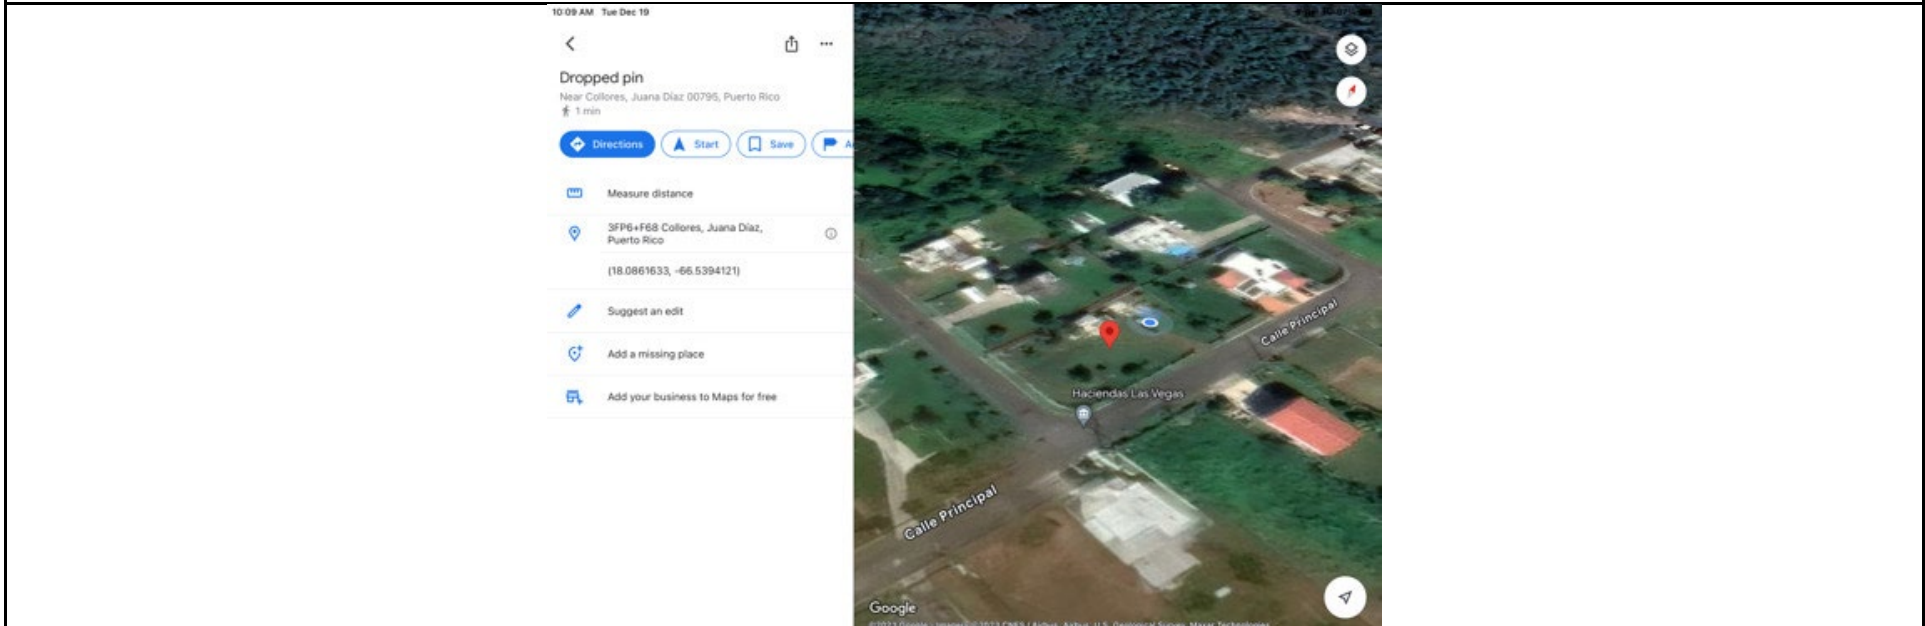 10:09 AM Tue Dec 19
Dropped pin
Near Collores, Juana Díaz 00795, Puerto Rico
1 min
Directions
Start
Save
Measure distance
3FP6+F68 Collores, Juana Díaz,
Puerto Rico
(18.0861633, -66.5394121)
Suggest an edit
Add a missing place
Add your business to Maps for free
Calle Principal
Haciendas Las Vegas
Calle Principal
Google